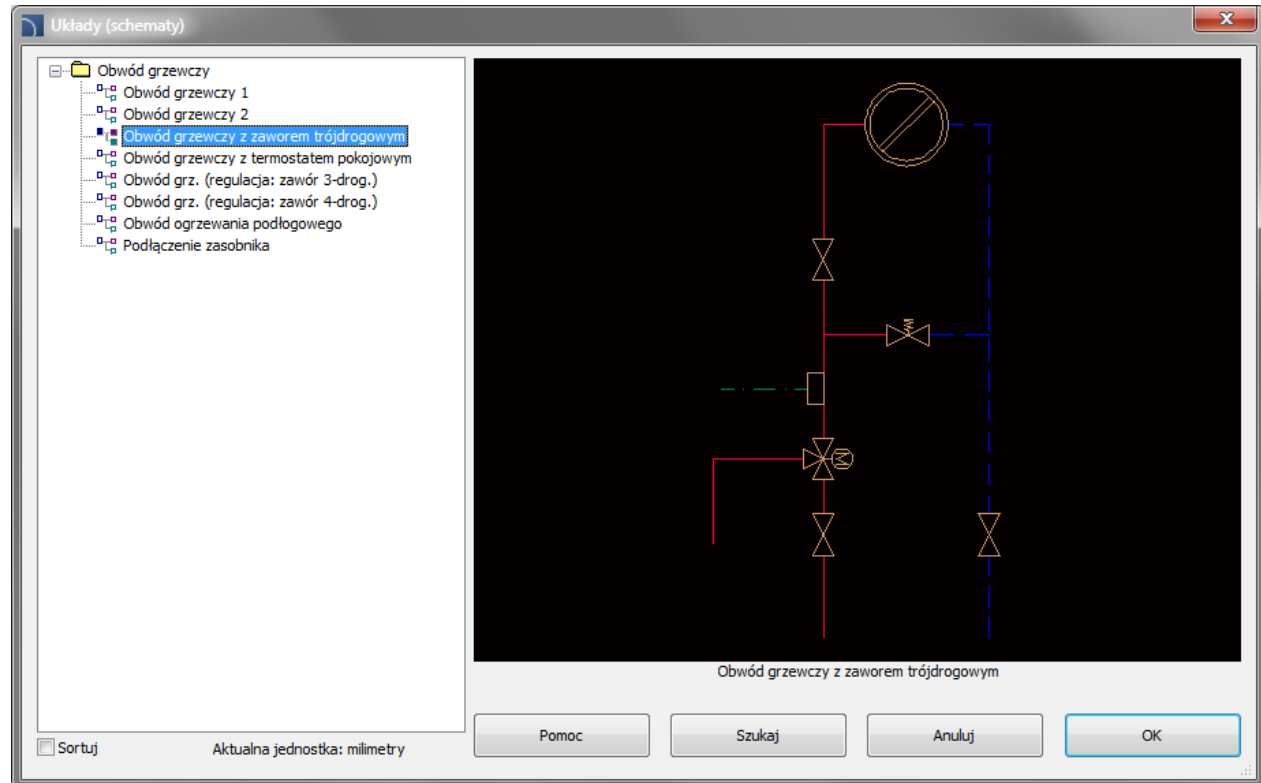 Układy (schematy)
Obwód grzewczy
Obwód grzewczy 1
Obwód grzewczy 2
Obwód grzewczy z zaworem trójdrogowym
Obwód grzewczy z termostatem pokojowym
Obwód grz. (regulacja: zawór 3-drog.)
Obwód grz. (regulacja: zawór 4-drog.)
Obwód ogrzewania podłogowego
Podłączenie zasobnika
M
Obwód grzewczy z zaworem trójdrogowym
Sortuj
Aktualna jednostka: milimetry
Pomoc
Szukaj
Anuluj
OK